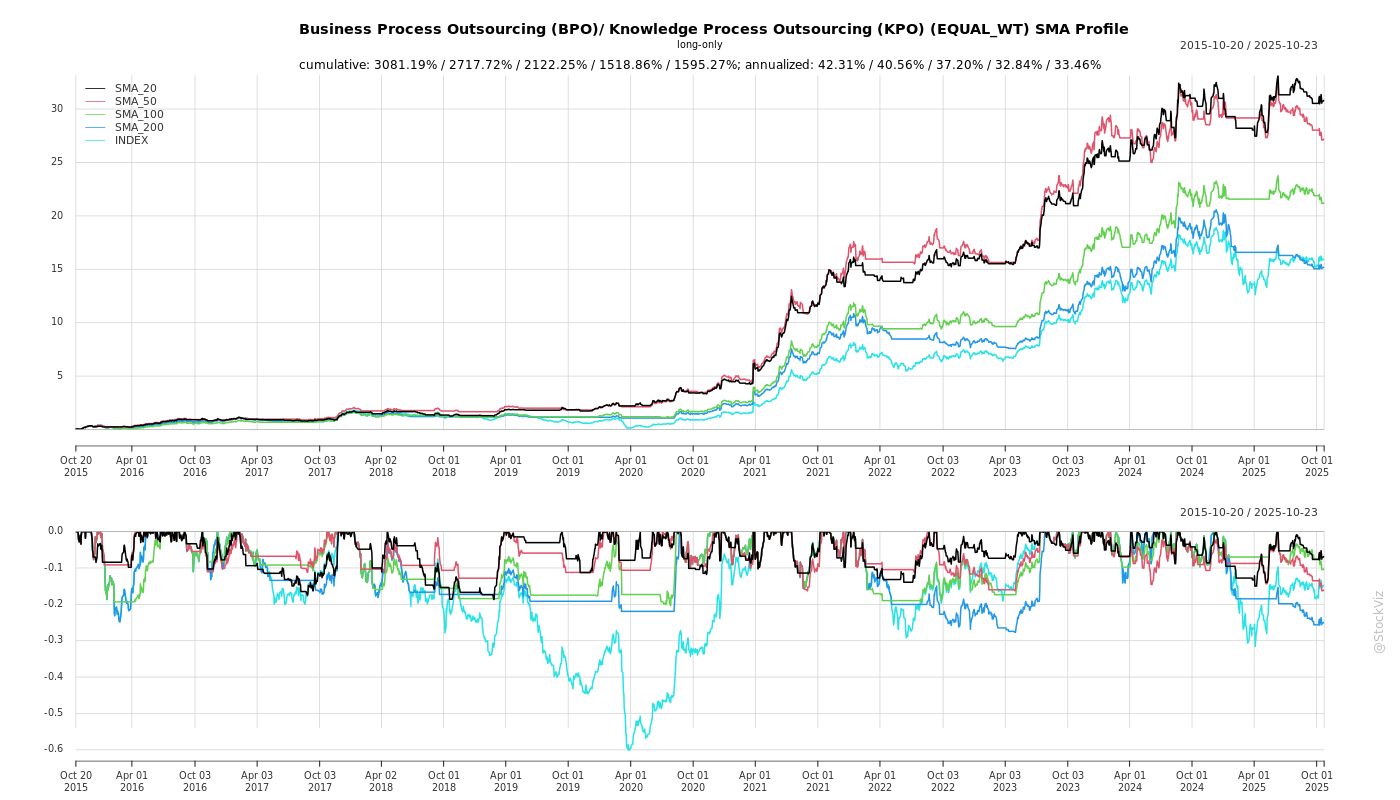 Business Process Outsourcing (BPO)/ Knowledge Process Outsourcing (KPO) (EQUAL_WT) SMA Profile
long-only
2015-10-20 / 2025-10-23
cumulative: 3081.19% / 2717.72% / 2122.25% / 1518.86% / 1595.27%; annualized: 42.31% / 40.56% / 37.20% / 32.84% / 33.46%
SMA_20
SMA_50
SMA_100
SMA_200
INDEX
30
25
20
15
10
5
Oct 20 Apr 01 Oct 03 Apr 03 Oct 03 Apr 02 Oct 01 Apr 01 Oct 01 Apr 01 Oct 01 Apr 01 Oct 01 Apr 01 Oct 03 Apr 03 Oct 03 Apr 01 Oct 01 Apr 01 Oct 01
2015 2016 2016 2017 2017 2018 2018 2019 2019 2020 2020 2021 2021 2022 2022 2023 2023 2024 2024 2025 2025
2015-10-20 / 2025-10-23
0.0
-0.1
-0.2
-0.3
-0.4
-0.5
-0.6
Oct 20 Apr 01 Oct 03 Apr 03 Oct 03 Apr 02 Oct 01 Apr 01 Oct 01 Apr 01 Oct 01 Apr 01 Oct 01 Apr 01 Oct 03 Apr 03 Oct 03 Apr 01 Oct 01 Apr 01 Oct 01
2015 2016 2016 2017 2017 2018 2018 2019 2019 2020 2020 2021 2021 2022 2022 2023 2023 2024 2024 2025 2025
@StockViz